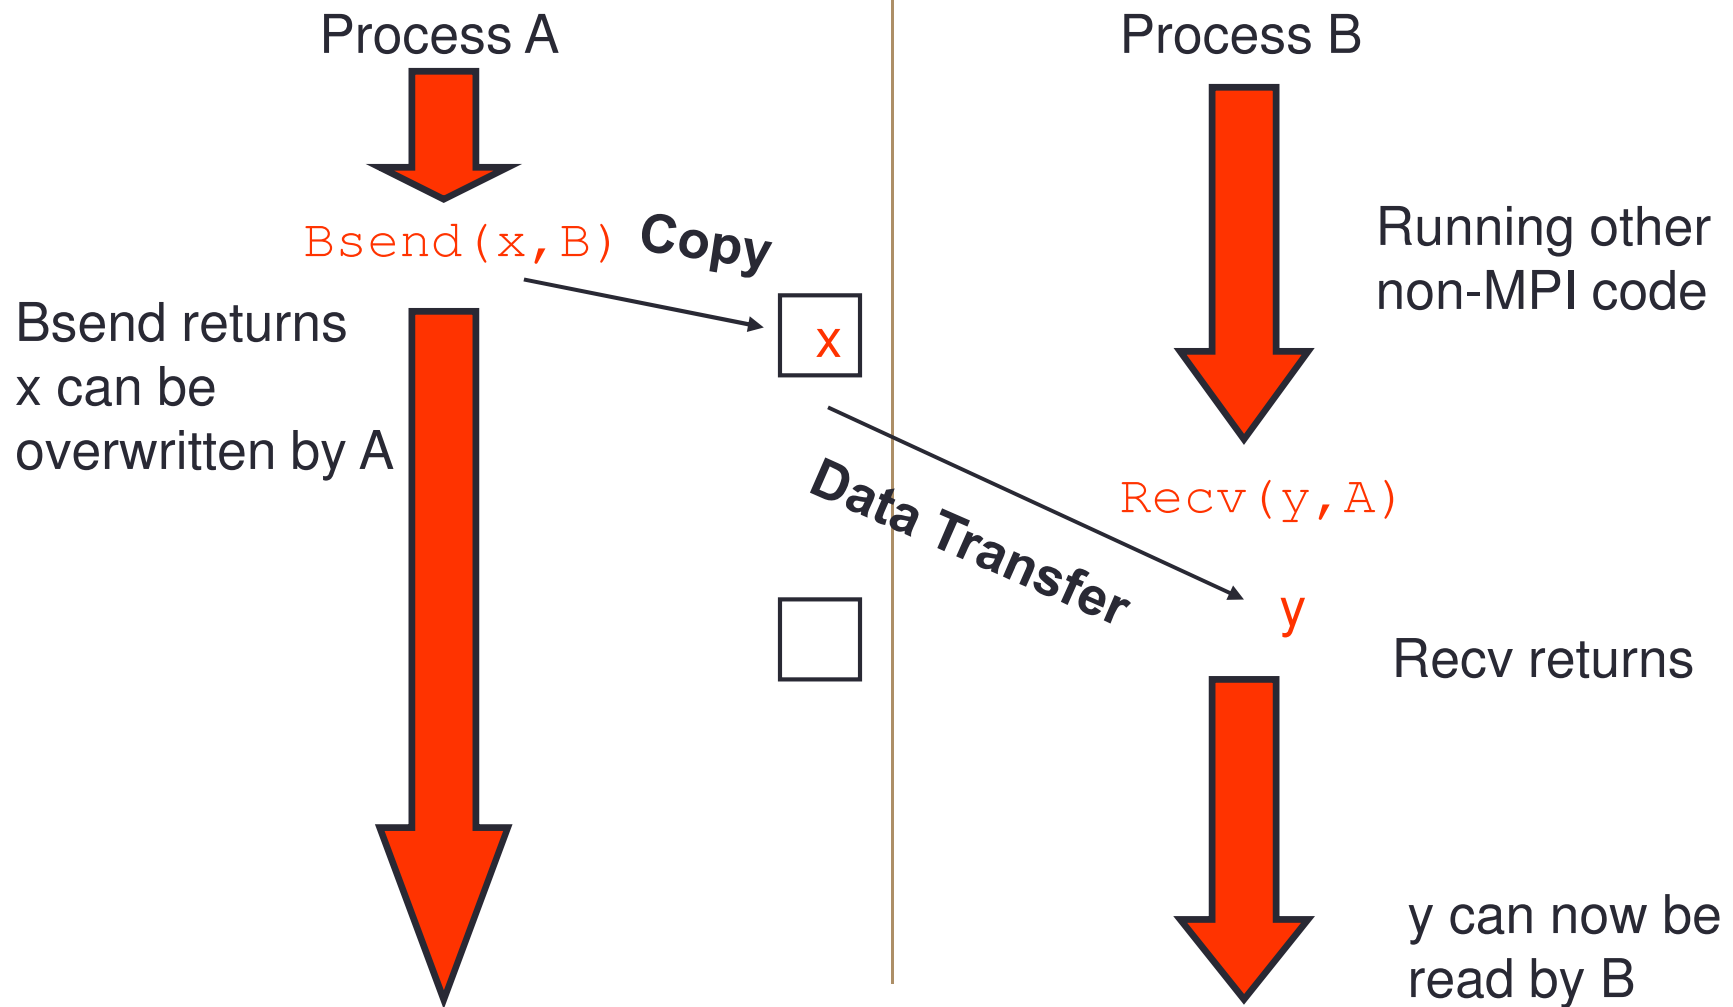 Process A
Process B
Bsend(x,B)
Copy
Running other
non-MPI code
Bsend returns
x can be
overwritten by A
x
Data Transfer
Recv(y,A)
y
Recv returns
y can now be
read by B